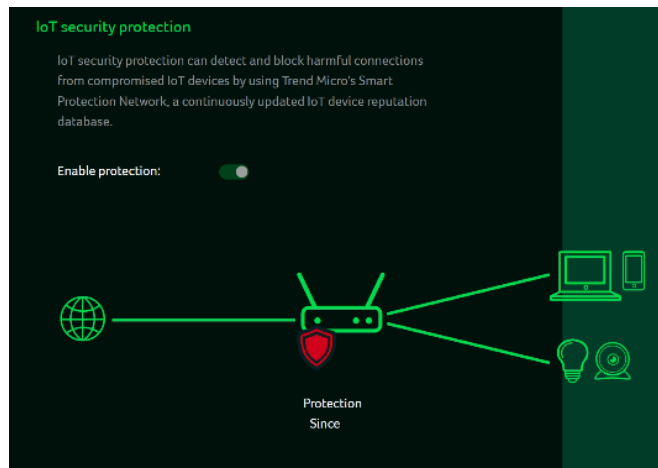 IoT security protection
IoT security protection can detect and block harmful connections
from compromised IoT devices by using Trend Micro's Smart
Protection Network, a continuously updated IoT device reputation
database.
Enable protection:
Protection
Since